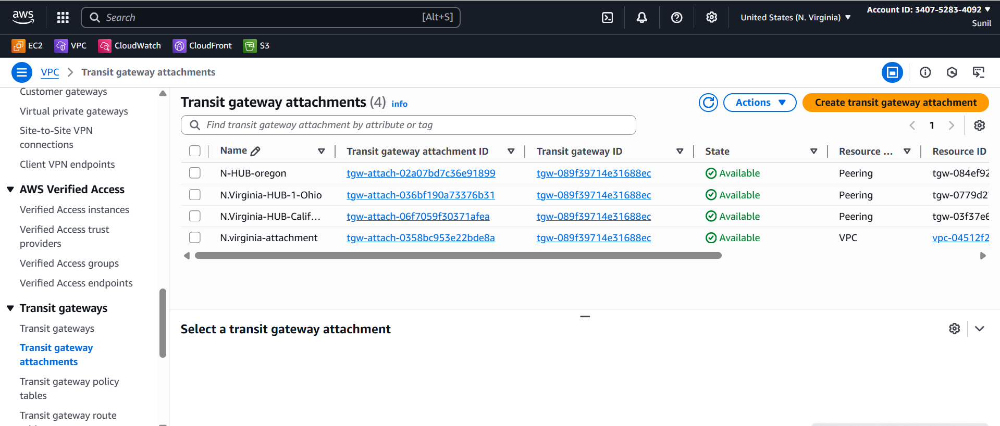 aws
Search [Alt+S]
United States (N. Virginia)
Account ID: 3407-5283-4092
Sunil
EC2 VPC CloudWatch CloudFront S3
VPC Transit gateway attachments
Customer gateways
Virtual private gateways
Site-to-Site VPN
connections
Client VPN endpoints
AWS Verified Access
Verified Access instances
Verified Access trust
providers
Verified Access groups
Verified Access endpoints
Transit gateways
Transit gateways
Transit gateway
attachments
Transit gateway policy
tables
Transit gateway route
Transit gateway attachments (4) info
Actions
Create transit gateway attachment
Find transit gateway attachment by attribute or tag
1
Name Transit gateway attachment ID Transit gateway ID State Resource ... Resource ID
N-HUB-oregon tgw-attach-02a07bd7c36e91899 tgw-089f39714e31688ec Available Peering tgw-084ef92
N.Virginia-HUB-1-Ohio tgw-attach-036bf190a73376b31 tgw-089f39714e31688ec Available Peering tgw-0779d2
N.Virginia-HUB-Calif... tgw-attach-06f7059f30371afea tgw-089f39714e31688ec Available Peering tgw-03f37e6
N.virginia-attachment tgw-attach-0358bc953e22bde8a tgw-089f39714e31688ec Available VPC vpc-04512f2
Select a transit gateway attachment